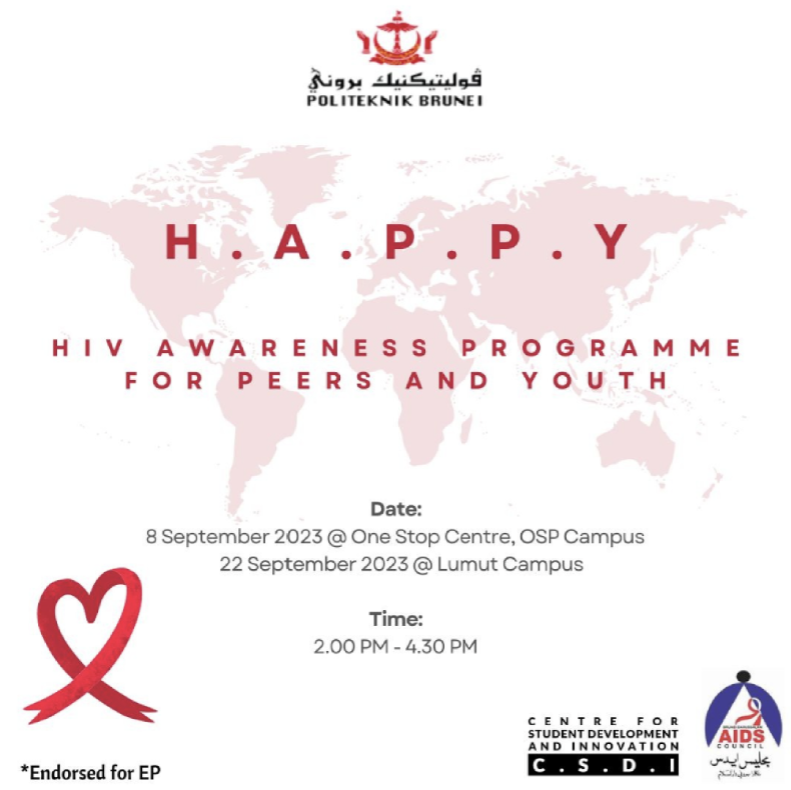 ڤوليتيكنيك بروني
POLITEKNIK BRUNEI
H.A.P.P.Y
HIV AWARENESS PROGRAMME
FOR PEERS AND YOUTH
Date:
8 September 2023 @ One Stop Centre, OSP Campus
22 September 2023 @ Lumut Campus
Time:
2.00 PM - 4.30 PM
*Endorsed for EP
CENTRE FOR
STUDENT DEVELOPMENT
AND INNOVATION
C.S.D.I
AIDS
COUNCIL
مجليس ايدس